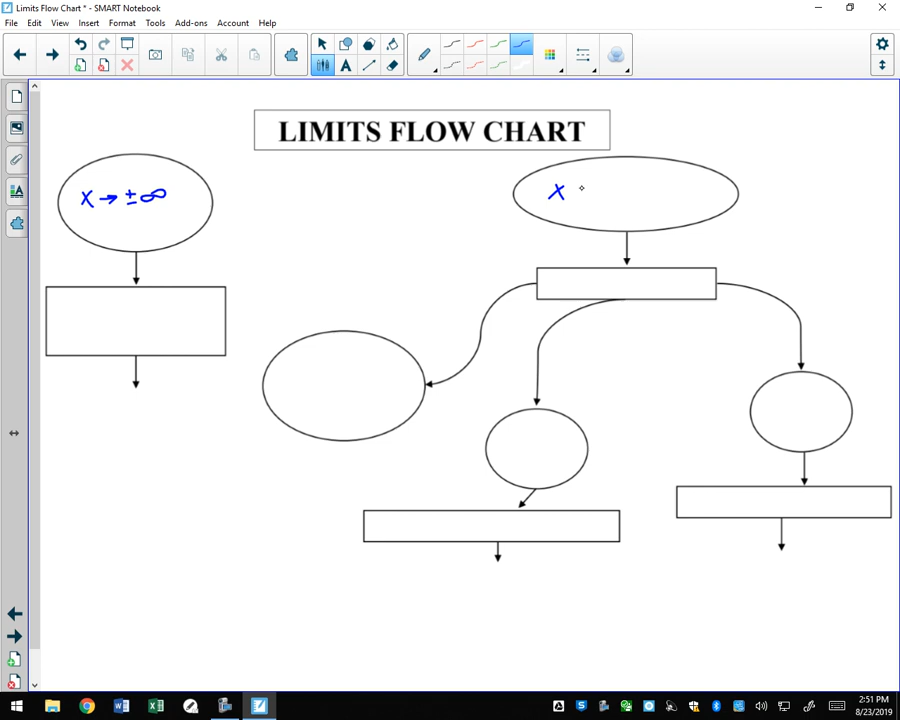 Limits Flow Chart * - SMART Notebook
File Edit View Insert Format Tools Add-ons Account Help
LIMITS FLOW CHART
X → ± ∞
X
2:51 PM
8/23/2019